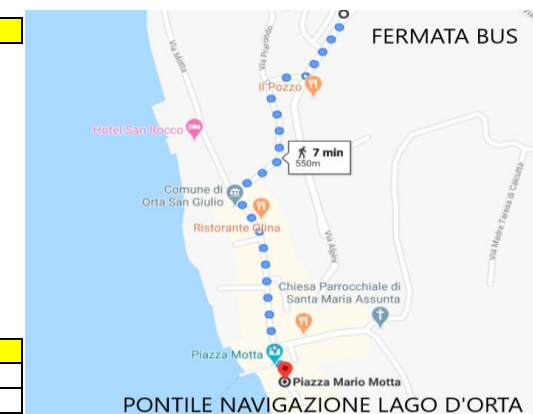 FERMATA BUS
Via Prarondo
Via Motta
Il Pozzo
Hotel San Rocco
7 min
550m
Comune di
Orta San Giulio
Ristorante Olina
Via Madre Teresa di Calcutta
Via Alpini
Chiesa Parrocchiale di
Santa Maria Assunta
Piazza Motta
Piazza Mario Motta
PONTILE NAVIGAZIONE LAGO D'ORTA